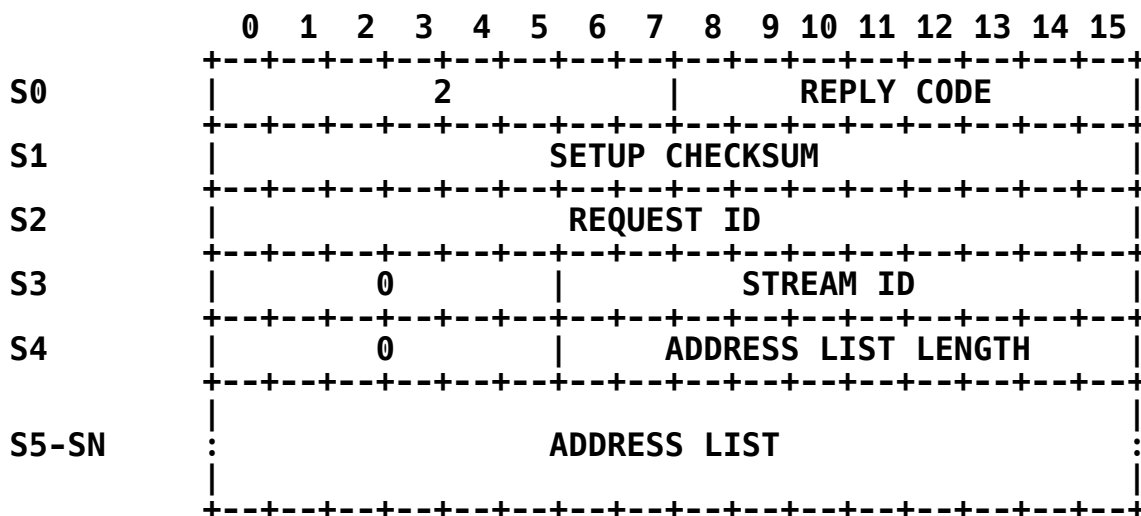 0  1  2  3  4  5  6  7  8  9 10 11 12 13 14 15
+--+--+--+--+--+--+--+--+--+--+--+--+--+--+--+--+
S0 | 2 | REPLY CODE |
+--+--+--+--+--+--+--+--+--+--+--+--+--+--+--+--+
S1 | SETUP CHECKSUM |
+--+--+--+--+--+--+--+--+--+--+--+--+--+--+--+--+
S2 | REQUEST ID |
+--+--+--+--+--+--+--+--+--+--+--+--+--+--+--+--+
S3 | 0 | STREAM ID |
+--+--+--+--+--+--+--+--+--+--+--+--+--+--+--+--+
S4 | 0 | ADDRESS LIST LENGTH |
+--+--+--+--+--+--+--+--+--+--+--+--+--+--+--+--+
| |
S5-SN : ADDRESS LIST :
| |
+--+--+--+--+--+--+--+--+--+--+--+--+--+--+--+--+